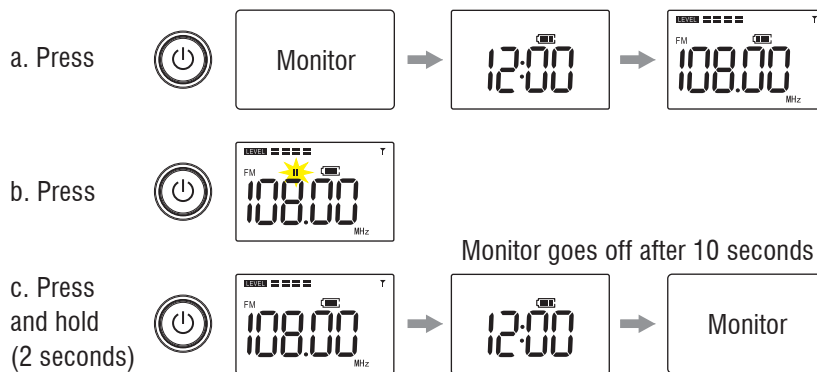 LEVEL
a. Press
Monitor
12:00
FM
108.00
MHz
LEVEL
b. Press
FM
108.00
MHz
Monitor goes off after 10 seconds
c. Press
and hold
(2 seconds)
LEVEL
FM
108.00
MHz
12:00
Monitor